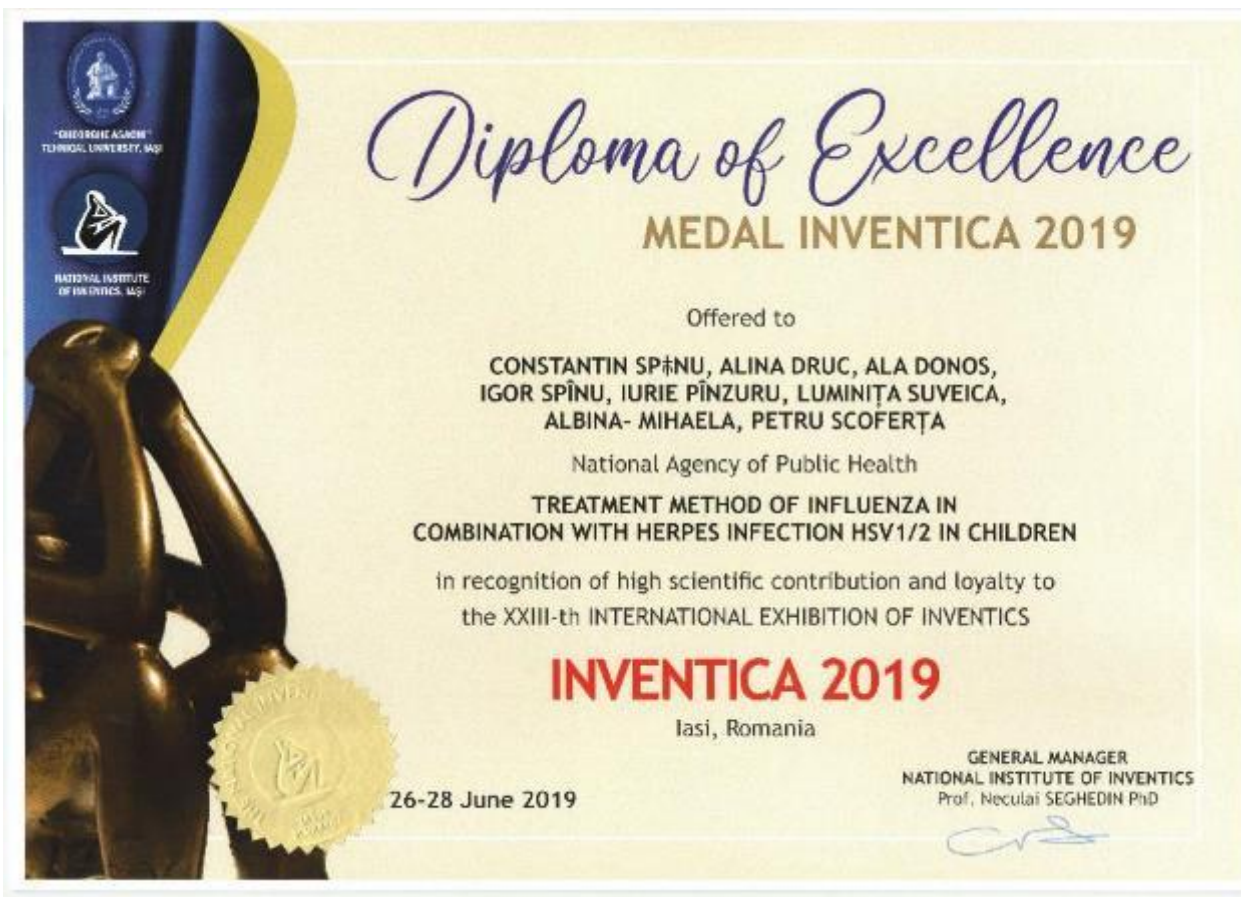 "GHEORGHE ASACHI"
TEHNICAL UNIVERSITY, IAŞI
NATIONAL INSTITUTE
OF INVENTICS, IAŞI
Diploma of Excellence
MEDAL INVENTICA 2019
Offered to
CONSTANTIN SP‡NU, ALINA DRUC, ALA DONOS,
IGOR SPÎNU, IURIE PÎNZURU, LUMINIȚA SUVEICA,
ALBINA- MIHAELA, PETRU SCOFERȚA
National Agency of Public Health
TREATMENT METHOD OF INFLUENZA IN
COMBINATION WITH HERPES INFECTION HSV1/2 IN CHILDREN
in recognition of high scientific contribution and loyalty to
the XXIII-th INTERNATIONAL EXHIBITION OF INVENTICS
INVENTICA 2019
Iasi, Romania
GENERAL MANAGER
NATIONAL INSTITUTE OF INVENTICS
Prof. Neculai SEGHEDIN PhD
26-28 June 2019